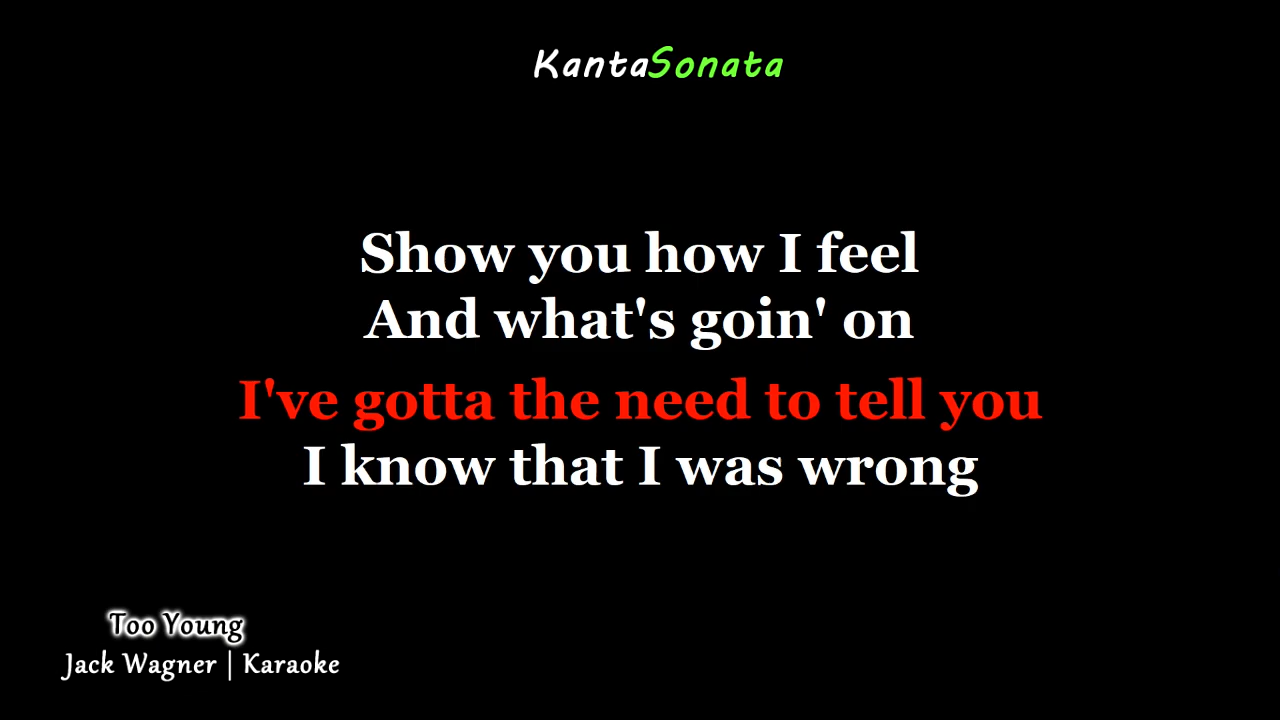 KantaSonata
Show you how I feel
And what's goin' on
I've gotta the need to tell you
I know that I was wrong
Too Young
Jack Wagner | Karaoke